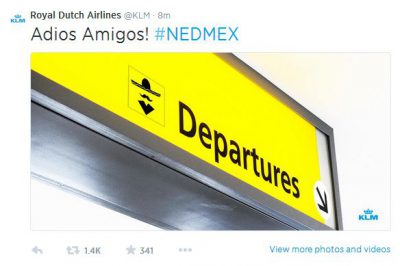 KLM
Royal Dutch Airlines @KLM · 8m
Adios Amigos! #NEDMEX
Departures
KLM
1.4K
341
View more photos and videos